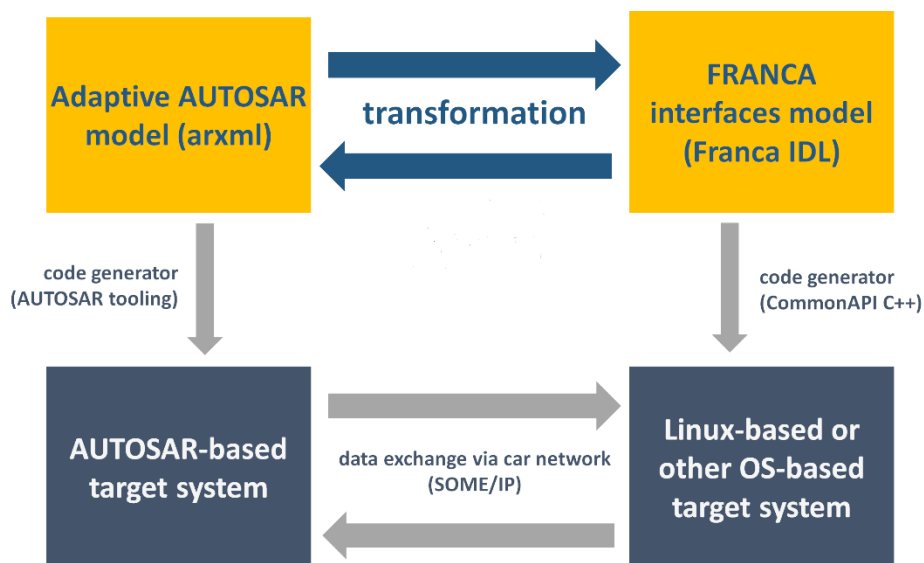 Adaptive AUTOSAR
model (arxml)
transformation
FRANCA
interfaces model
(Franca IDL)
code generator
(AUTOSAR tooling)
code generator
(CommonAPI C++)
AUTOSAR-based
target system
data exchange via car network
(SOME/IP)
Linux-based or
other OS-based
target system